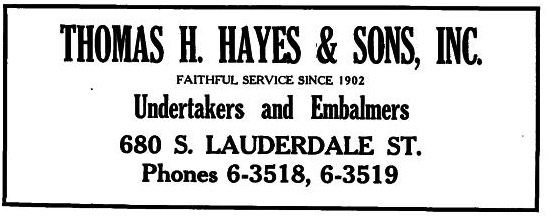 THOMAS H. HAYES & SONS, INC.
FAITHFUL SERVICE SINCE 1902
Undertakers and Embalmers
680 S. LAUDERDALE ST.
Phones 6-3518, 6-3519